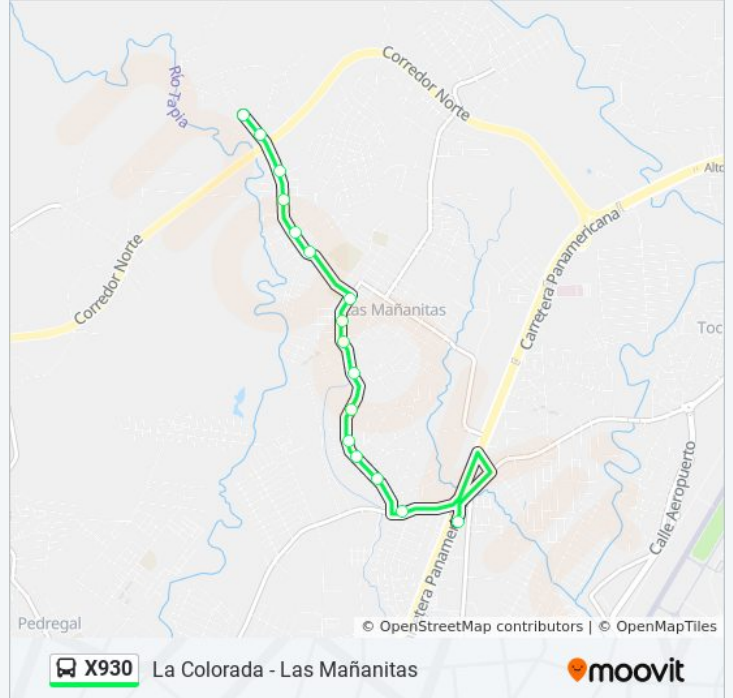 Corredor Norte
Río Tapia
Alto
Carretera Panamericana
Corredor Norte
Las Mañanitas
Toc
Calle Aeropuerto
tera Panamer
Pedregal
© OpenStreetMap contributors | © OpenMapTiles
X930 La Colorada - Las Mañanitas
moovit